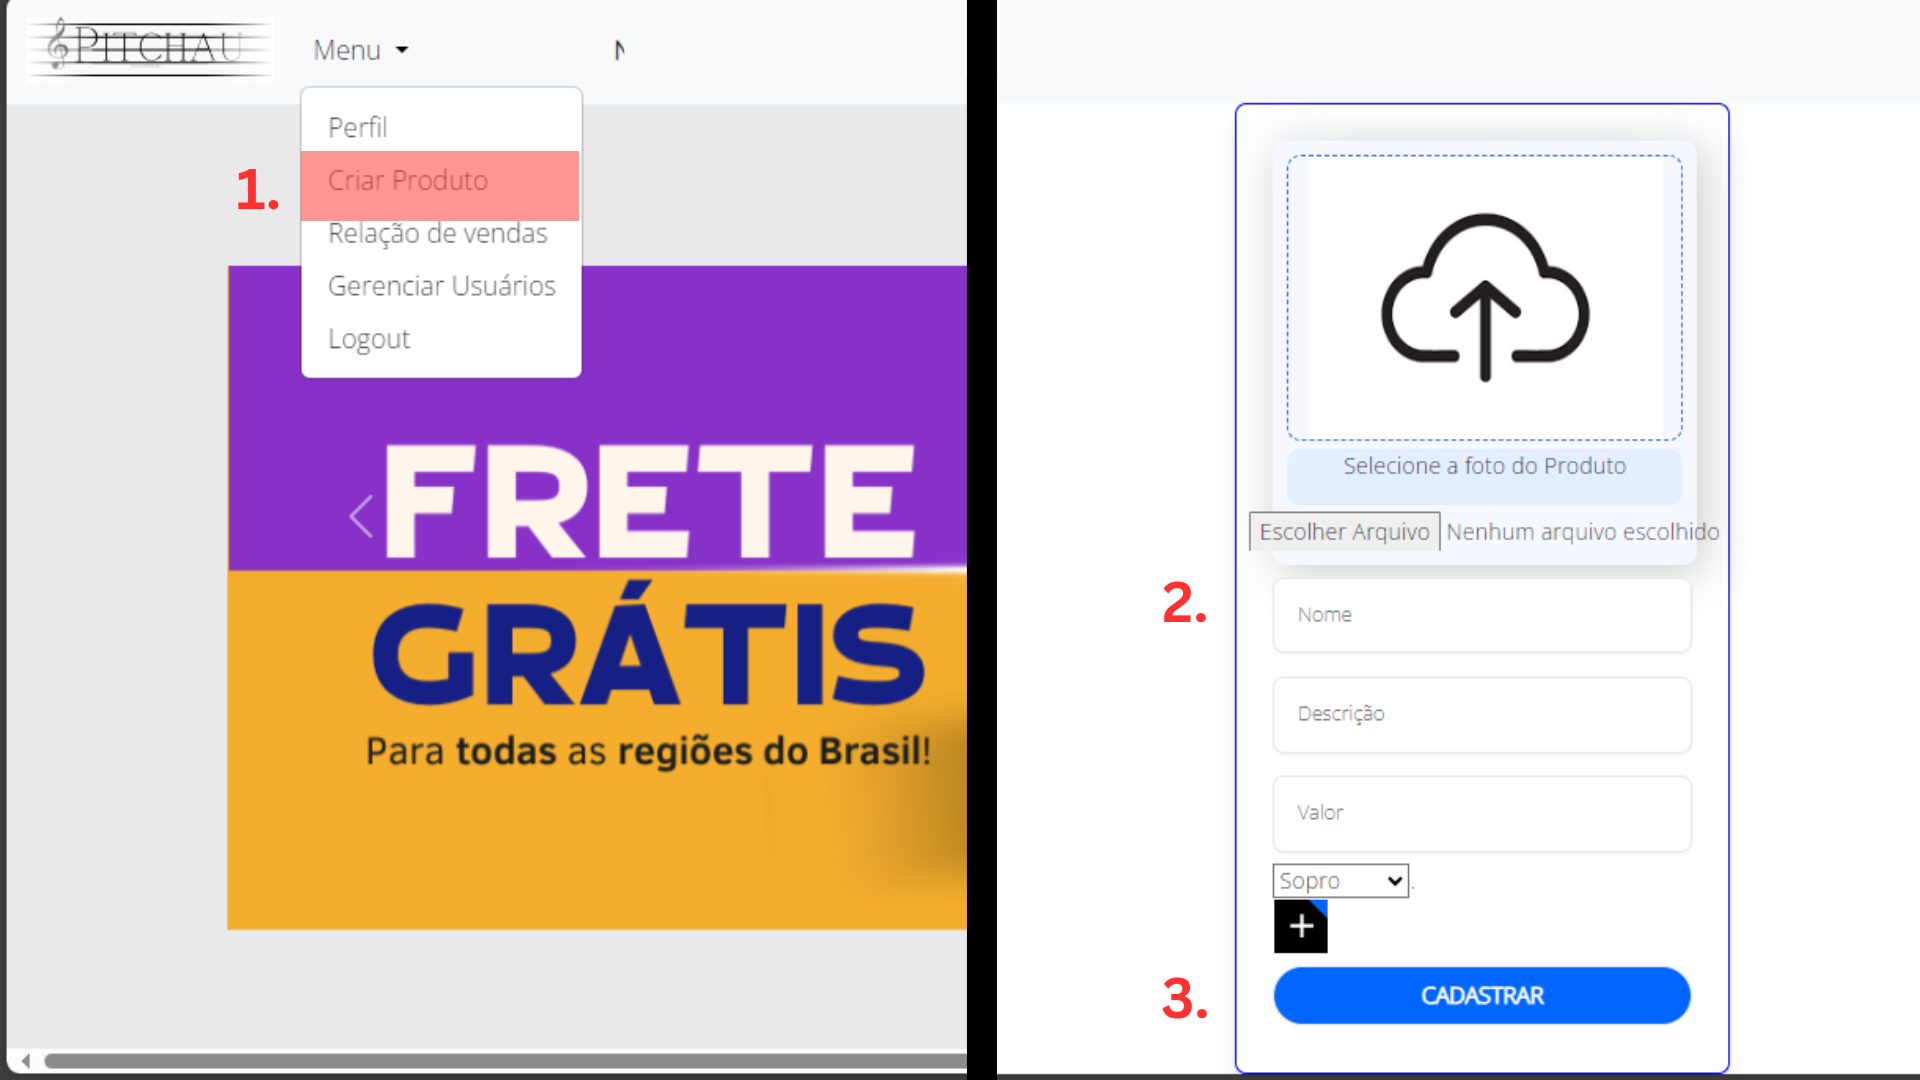 PITCHAU
Menu
Perfil
1.
Criar Produto
Relação de vendas
Gerenciar Usuários
Logout
FRETE
GRÁTIS
Para todas as regiões do Brasil!
Selecione a foto do Produto
Escolher Arquivo Nenhum arquivo escolhido
2.
Nome
Descrição
Valor
Sopro
.
+
3.
CADASTRAR